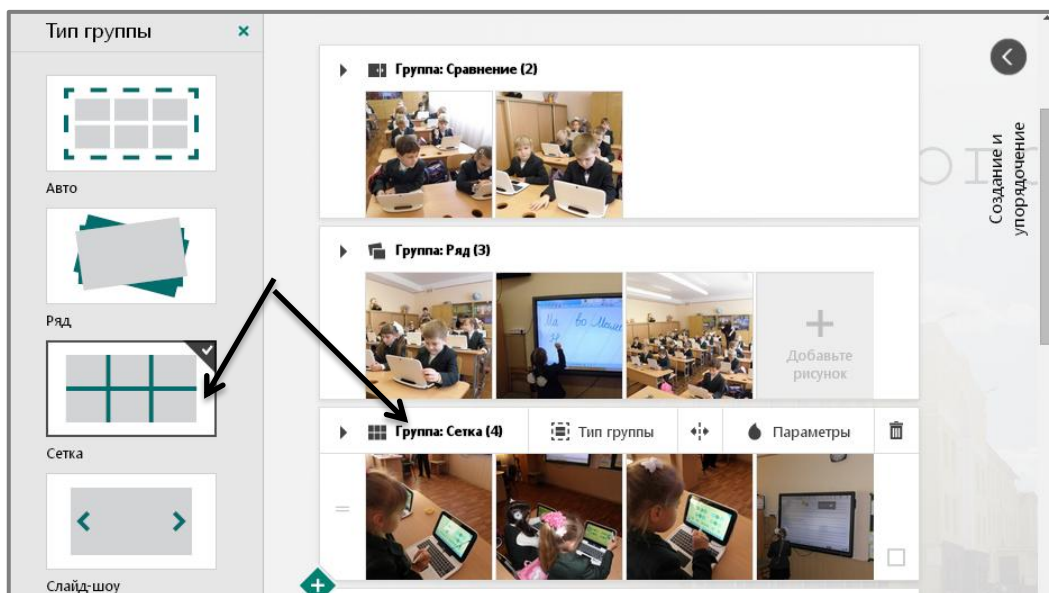 Тип группы ×
Авто
Ряд
Сетка
Слайд-шоу
Группа: Сравнение (2)
Группа: Ряд (3)
Добавьте
рисунок
Группа: Сетка (4) Тип группы Параметры
Создание и
упорядочение